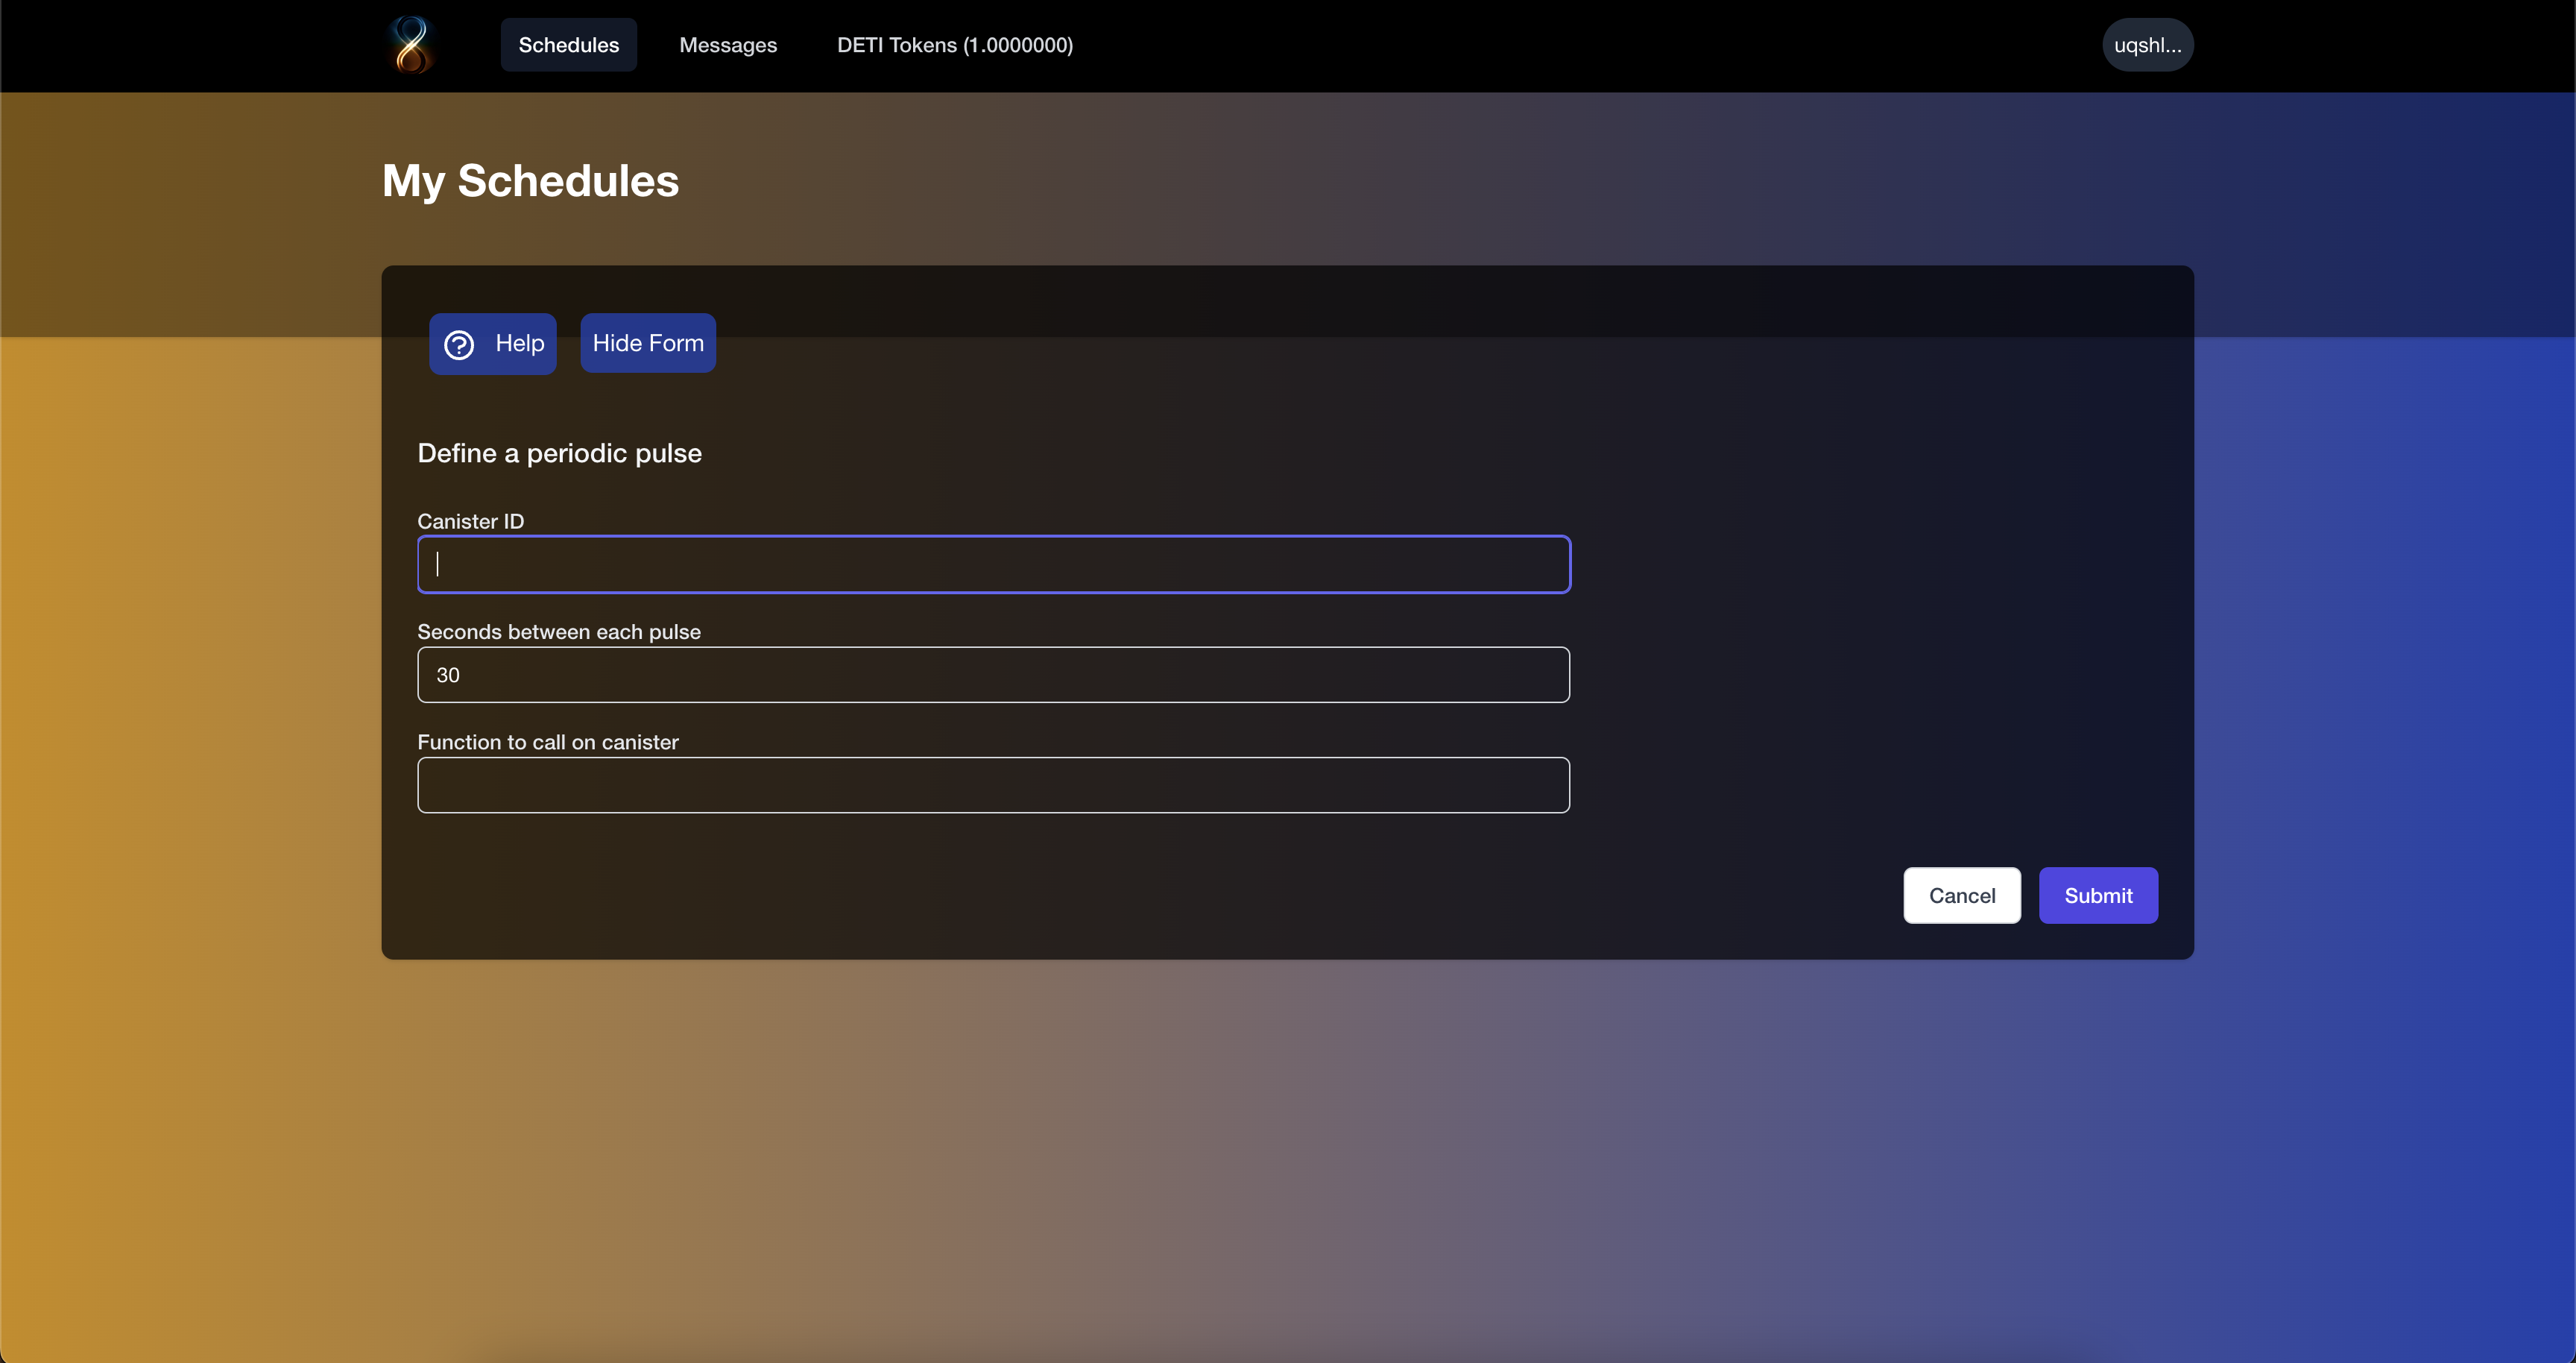 Schedules
Messages
DETI Tokens (1.0000000)
uqshl...
My Schedules
Help
Hide Form
Define a periodic pulse
Canister ID
Seconds between each pulse
30
Function to call on canister
Cancel
Submit